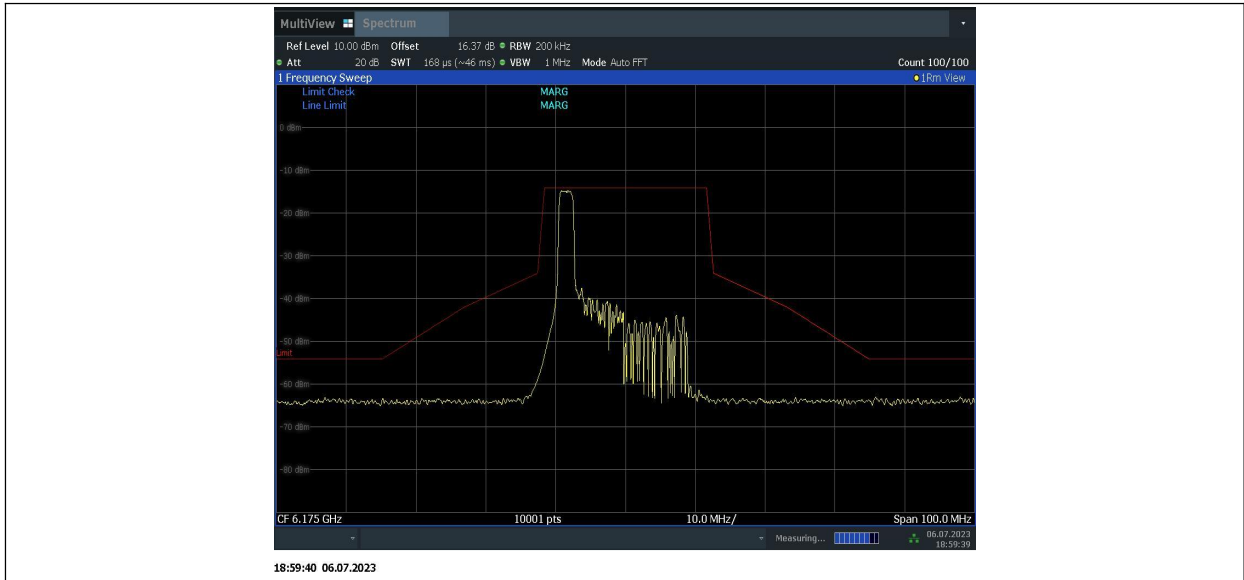 MultiView Spectrum
Ref Level 10.00 dBm Offset 16.37 dB RBW 200 kHz
Att 20 dB SWT 168 µs (~46 ms) VBW 1 MHz Mode Auto FFT Count 100/100
1 Frequency Sweep 1Rm View
Limit Check MARG
Line Limit MARG
0 dBm
-10 dBm
-20 dBm
-30 dBm
-40 dBm
-50 dBm
Limit
-60 dBm
-70 dBm
-80 dBm
CF 6.175 GHz 10001 pts 10.0 MHz/ Span 100.0 MHz
Measuring... 06.07.2023
18:59:39
18:59:40 06.07.2023